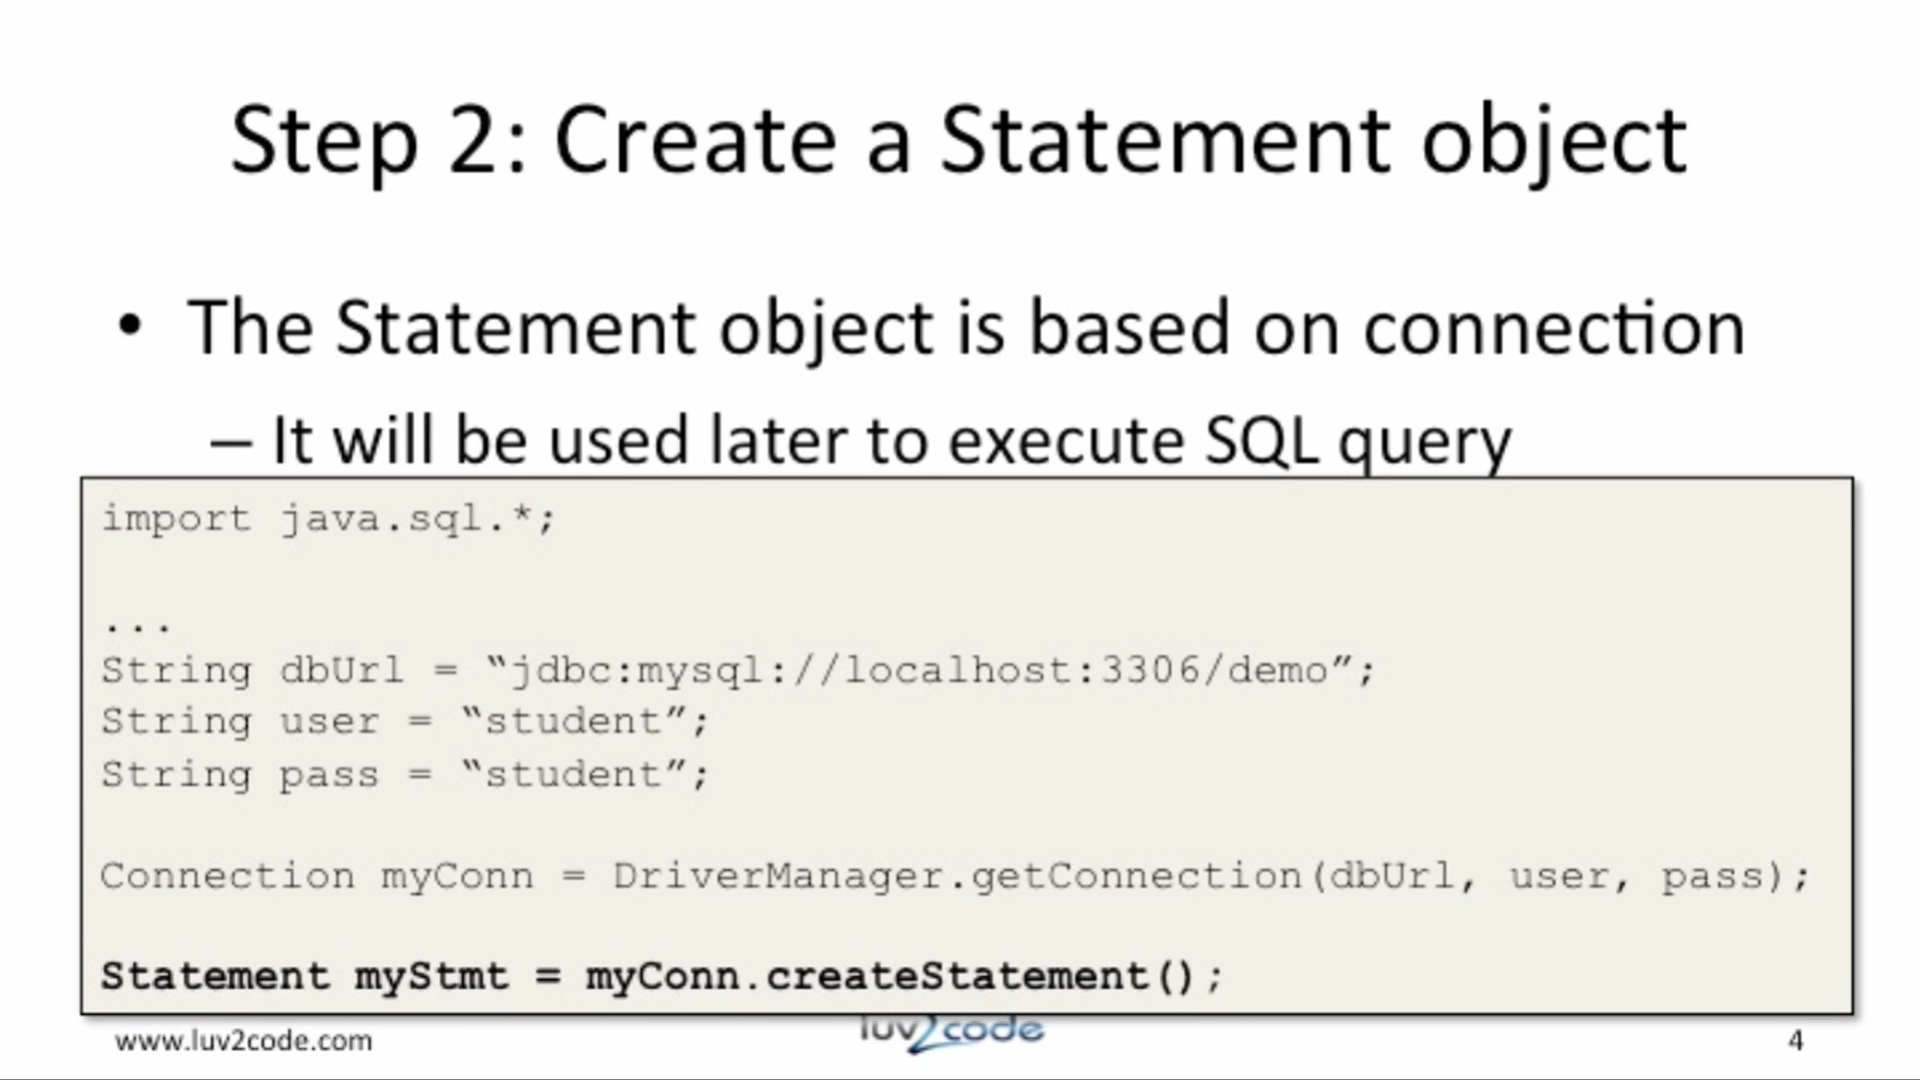 Step 2: Create a Statement object
• The Statement object is based on connection
– It will be used later to execute SQL query
import java.sql.*;
...
String dbUrl = “jdbc:mysql://localhost:3306/demo”;
String user = “student”;
String pass = “student”;
Connection myConn = DriverManager.getConnection(dbUrl, user, pass);
Statement myStmt = myConn.createStatement();
www.luv2code.com
luv2code
4